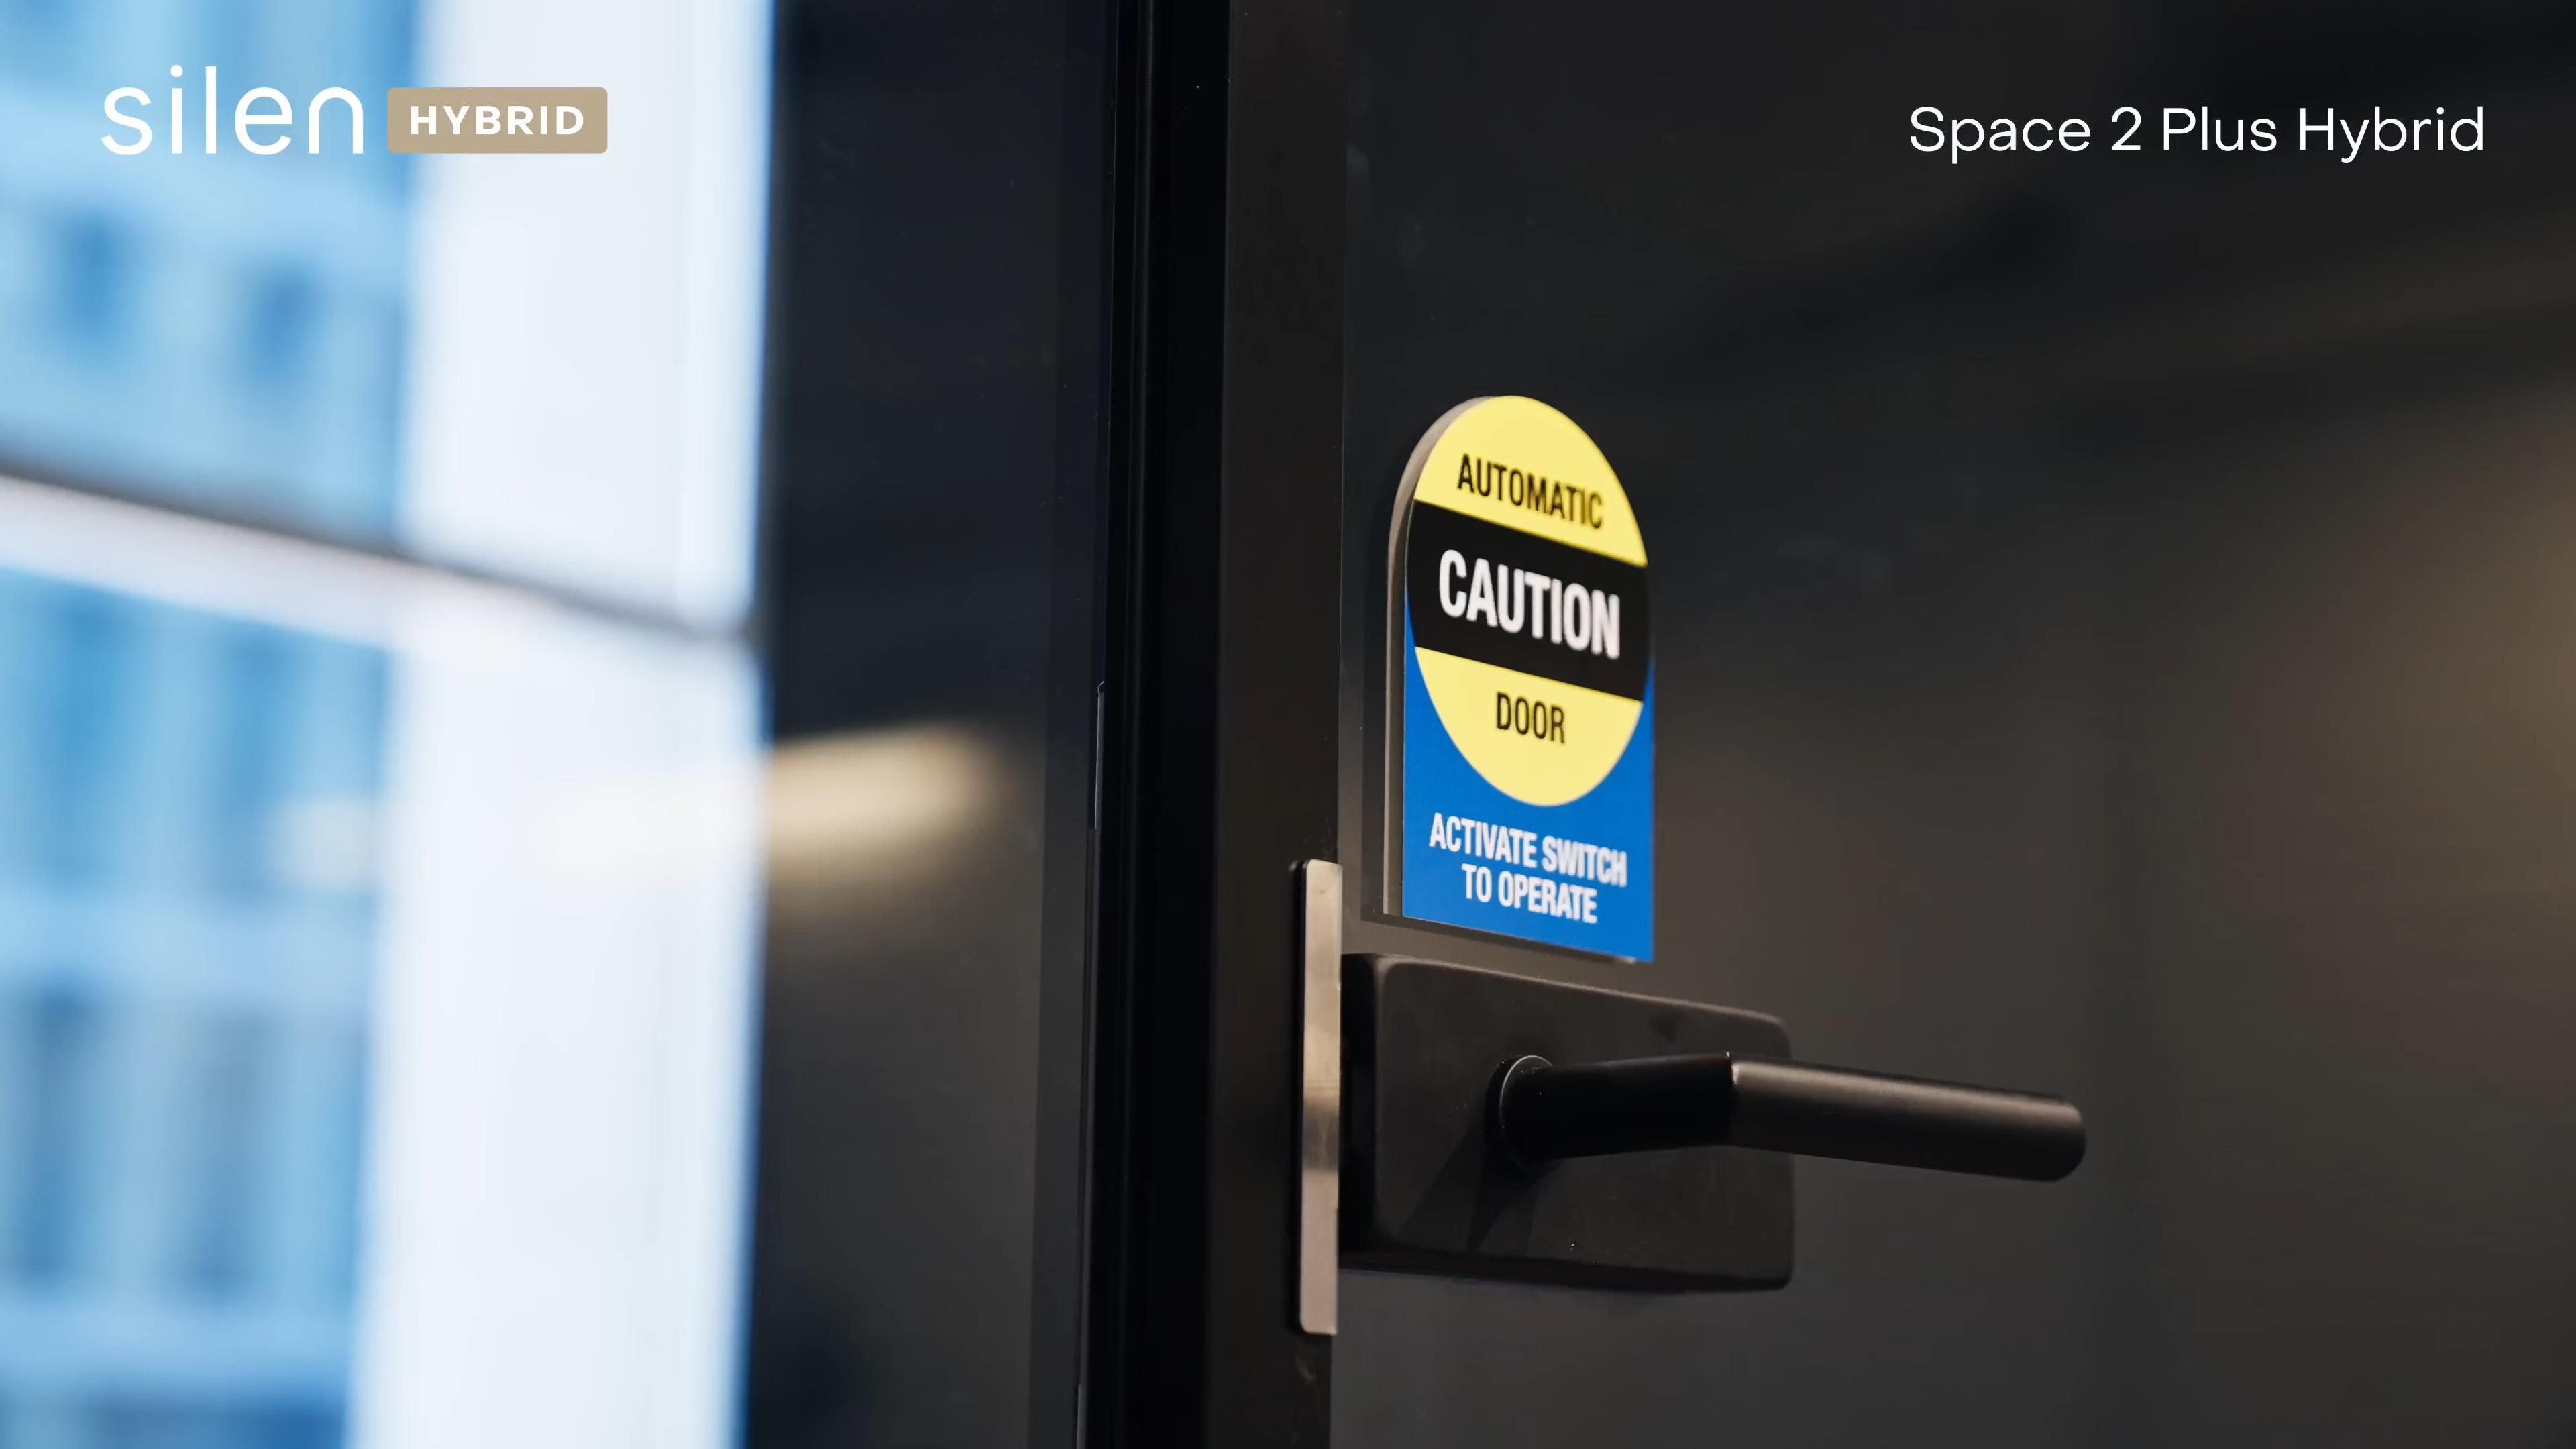 silen HYBRID
Space 2 Plus Hybrid
AUTOMATIC
CAUTION
DOOR
ACTIVATE SWITCH
TO OPERATE